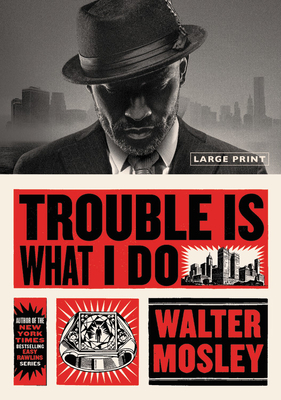 LARGE PRINT
TROUBLE IS
WHAT I DO
AUTHOR OF THE
NEW
YORK
TIMES
BESTSELLING
EASY
RAWLINS
SERIES
WALTER
MOSLEY